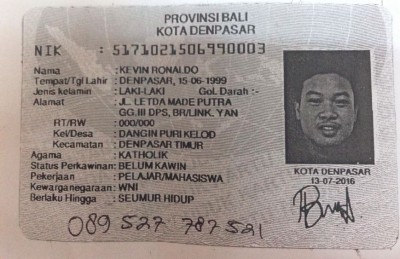 PROVINSI BALI
KOTA DENPASAR
NIK : 5171021506990003
Nama : KEVIN RONALDO
Tempat/Tgl Lahir : DENPASAR, 15-06-1999
Jenis kelamin : LAKI-LAKI Gol. Darah :-
Alamat : JL. LETDA MADE PUTRA
GG.III DPS, BR/LINK. YAN
RT/RW : 000/000
Kel/Desa : DANGIN PURI KELOD
Kecamatan : DENPASAR TIMUR
Agama : KATHOLIK
Status Perkawinan: BELUM KAWIN
Pekerjaan : PELAJAR/MAHASISWA
Kewarganegaraan: WNI
Berlaku Hingga : SEUMUR HIDUP
KOTA DENPASAR
13-07-2016
089 527 787 521